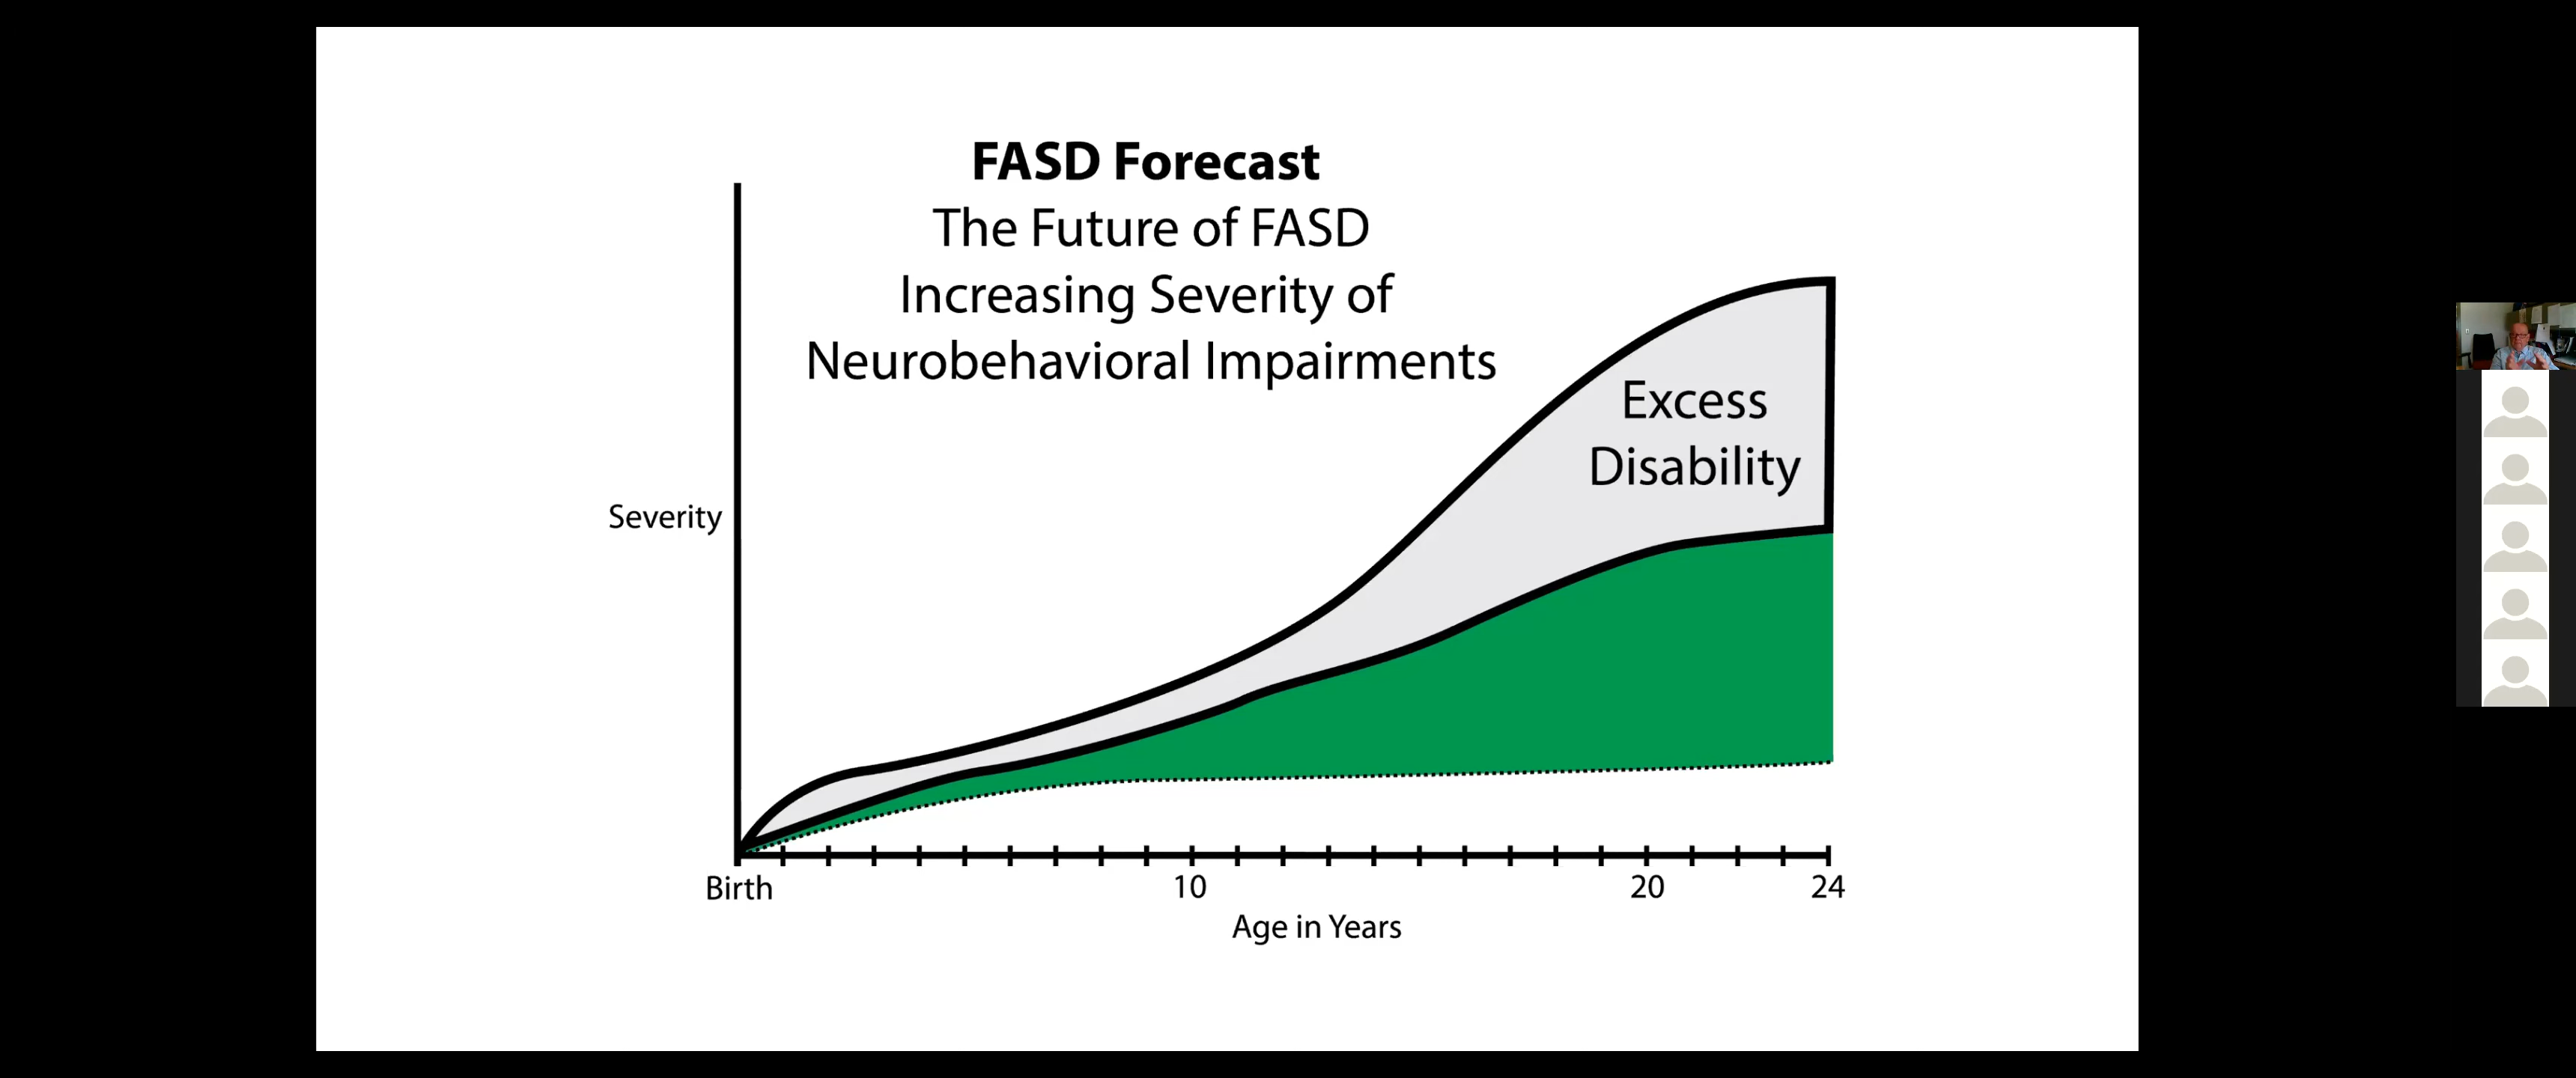 FASD Forecast
The Future of FASD
Increasing Severity of
Neurobehavioral Impairments
Excess
Disability
Severity
Birth
10
20
24
Age in Years